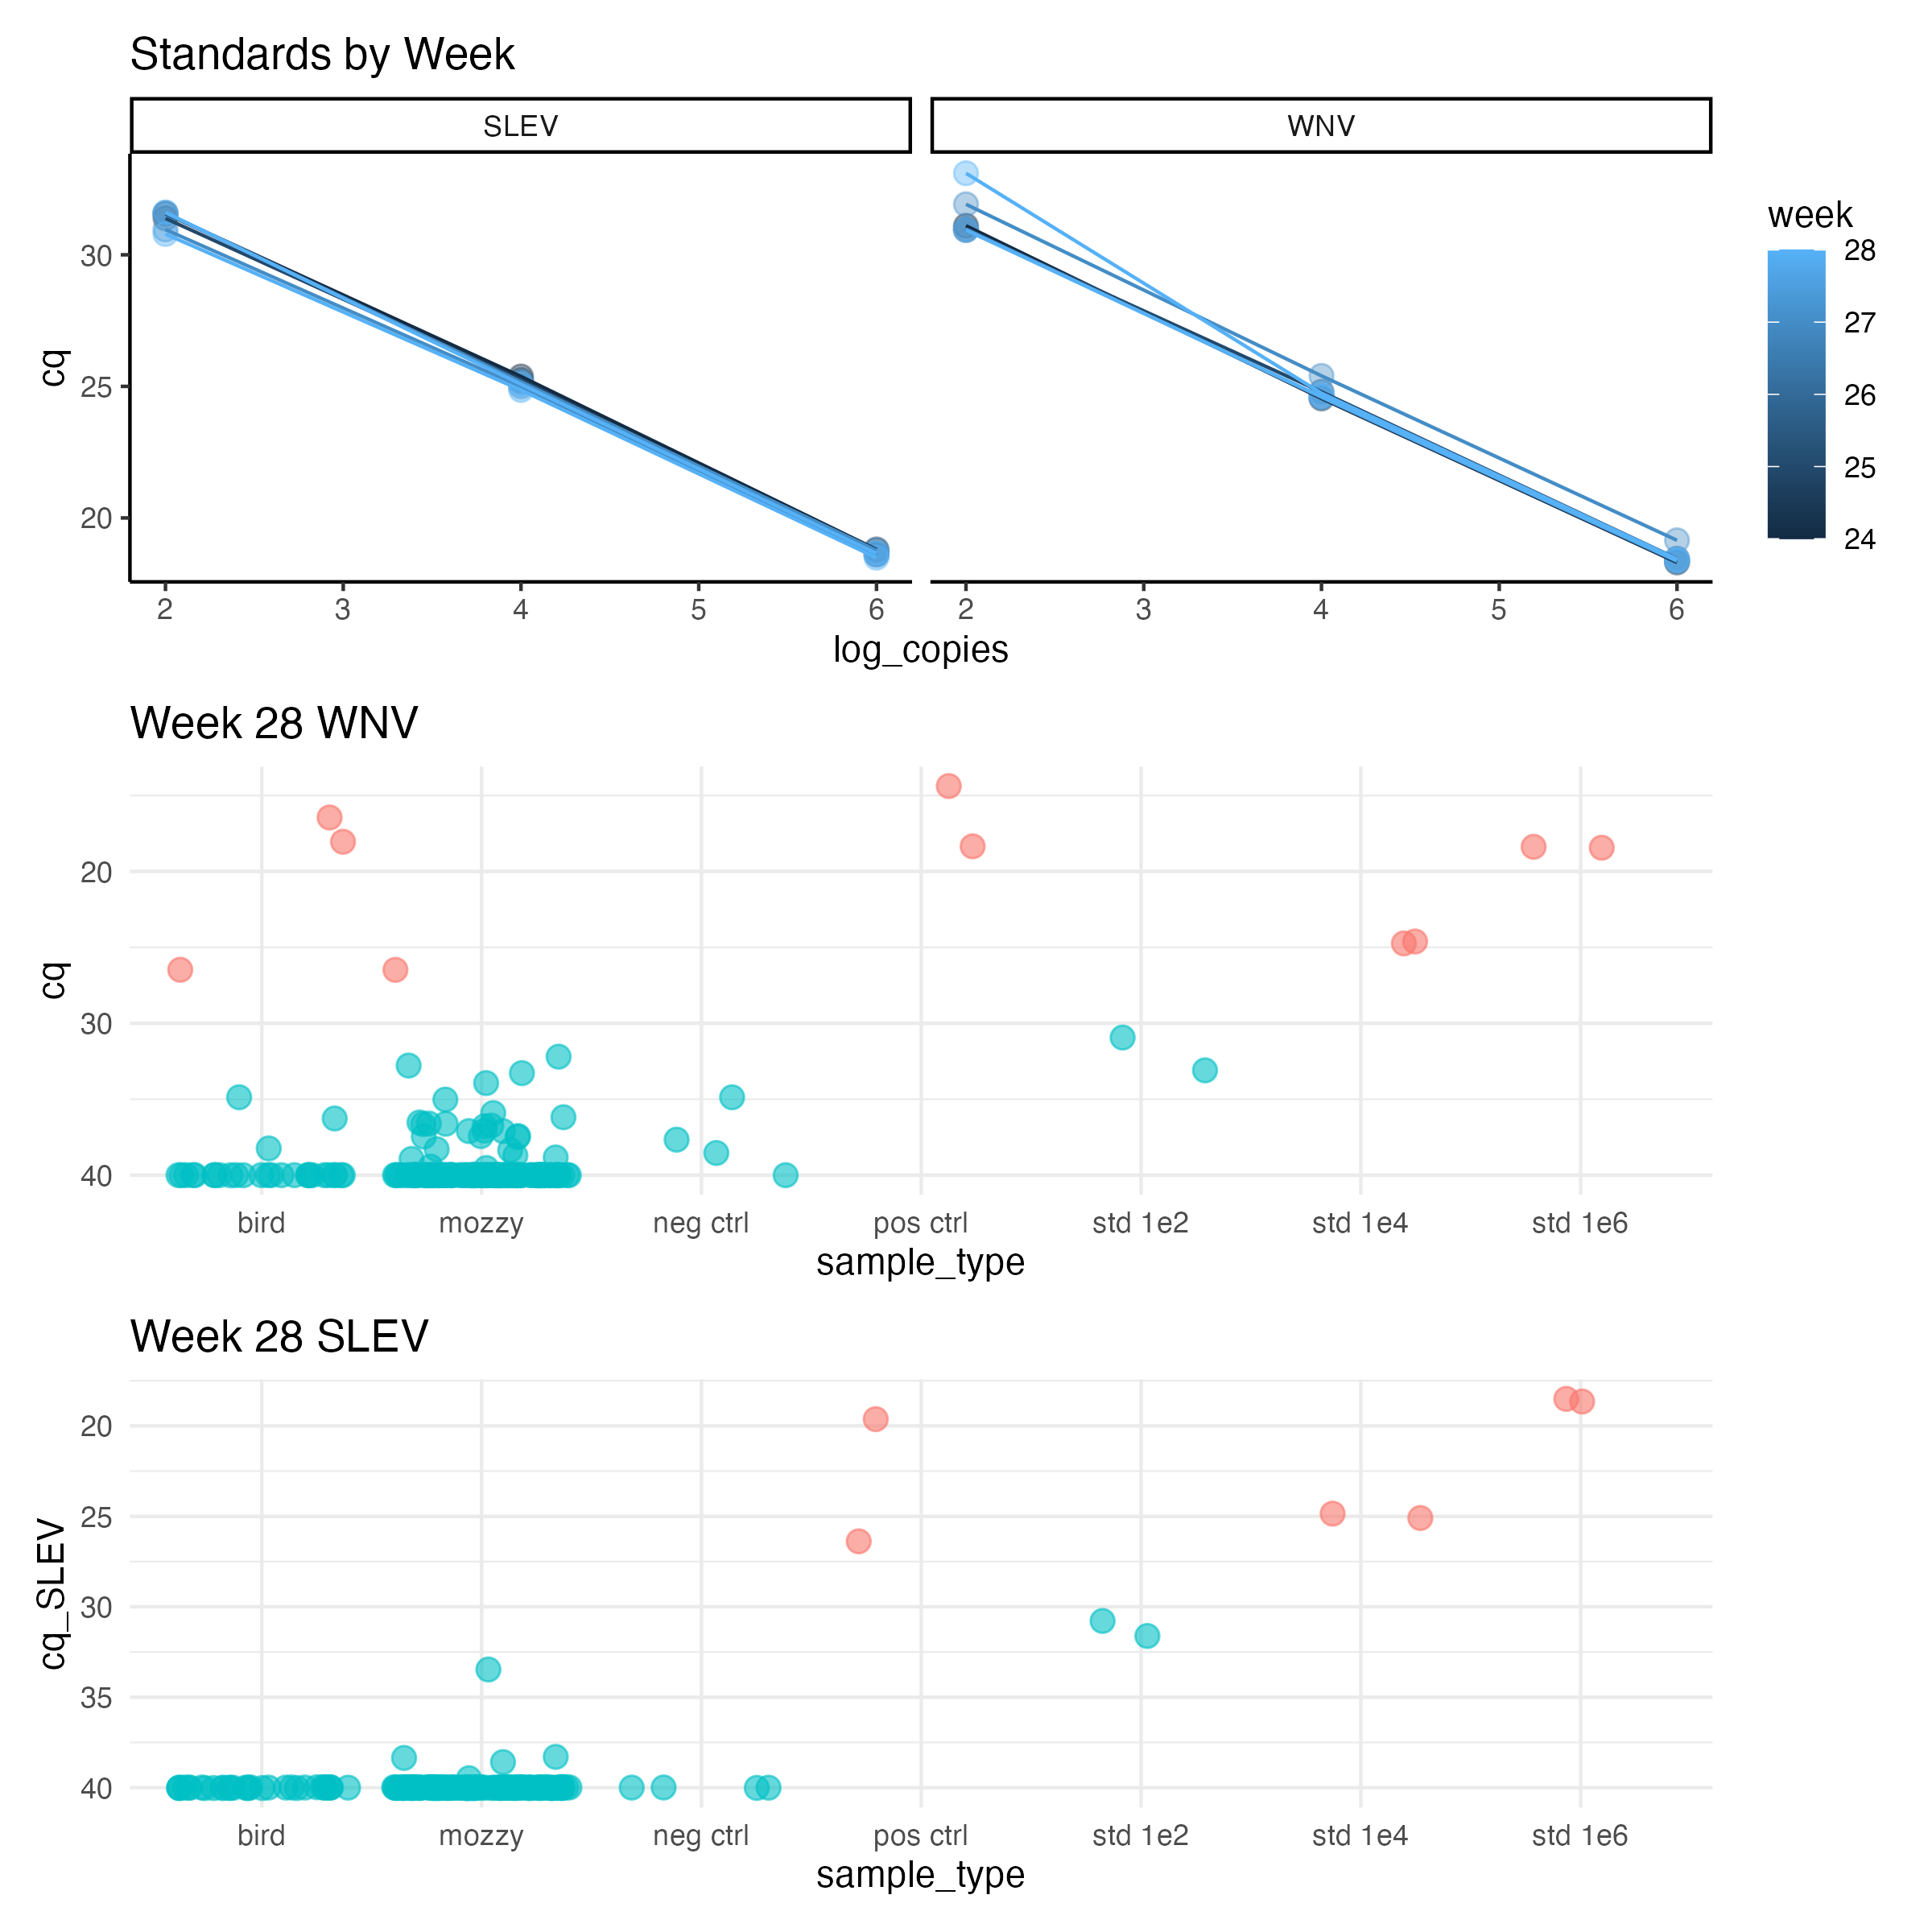 Standards by Week
SLEV
WNV
cq
30
25
20
2 3 4 5 6
2 3 4 5 6
log_copies
week
28
27
26
25
24
Week 28 WNV
cq
20
30
40
bird mozzy neg ctrl pos ctrl std 1e2 std 1e4 std 1e6
sample_type
Week 28 SLEV
cq_SLEV
20
25
30
35
40
bird mozzy neg ctrl pos ctrl std 1e2 std 1e4 std 1e6
sample_type